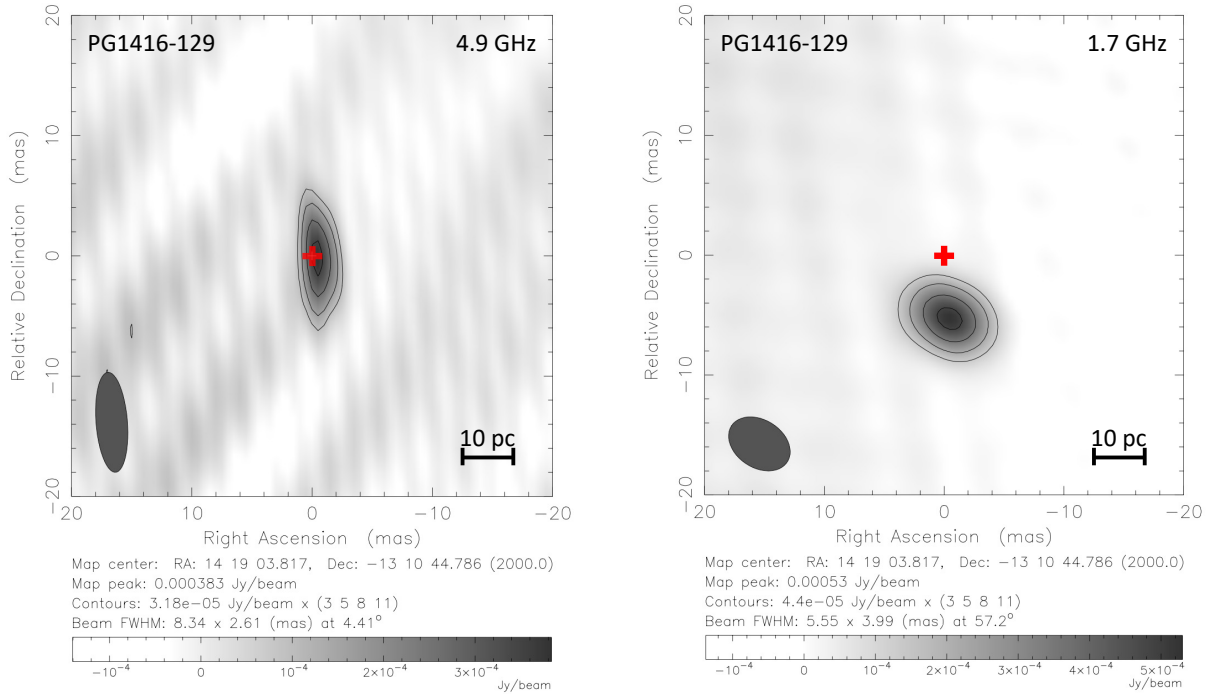 PG1416-129 4.9 GHz
20
10
0
−10
−20
Relative Declination (mas)
10 pc
20 10 0 −10 −20
Right Ascension (mas)
Map center: RA: 14 19 03.817, Dec: −13 10 44.786 (2000.0)
Map peak: 0.000383 Jy/beam
Contours: 3.18e−05 Jy/beam x (3 5 8 11)
Beam FWHM: 8.34 x 2.61 (mas) at 4.41°
−10⁻⁴ 0 10⁻⁴ 2×10⁻⁴ 3×10⁻⁴
Jy/beam
PG1416-129 1.7 GHz
20
10
0
−10
−20
Relative Declination (mas)
10 pc
20 10 0 −10 −20
Right Ascension (mas)
Map center: RA: 14 19 03.817, Dec: −13 10 44.786 (2000.0)
Map peak: 0.00053 Jy/beam
Contours: 4.4e−05 Jy/beam x (3 5 8 11)
Beam FWHM: 5.55 x 3.99 (mas) at 57.2°
−10⁻⁴ 0 10⁻⁴ 2×10⁻⁴ 3×10⁻⁴ 4×10⁻⁴ 5×10⁻⁴
Jy/beam